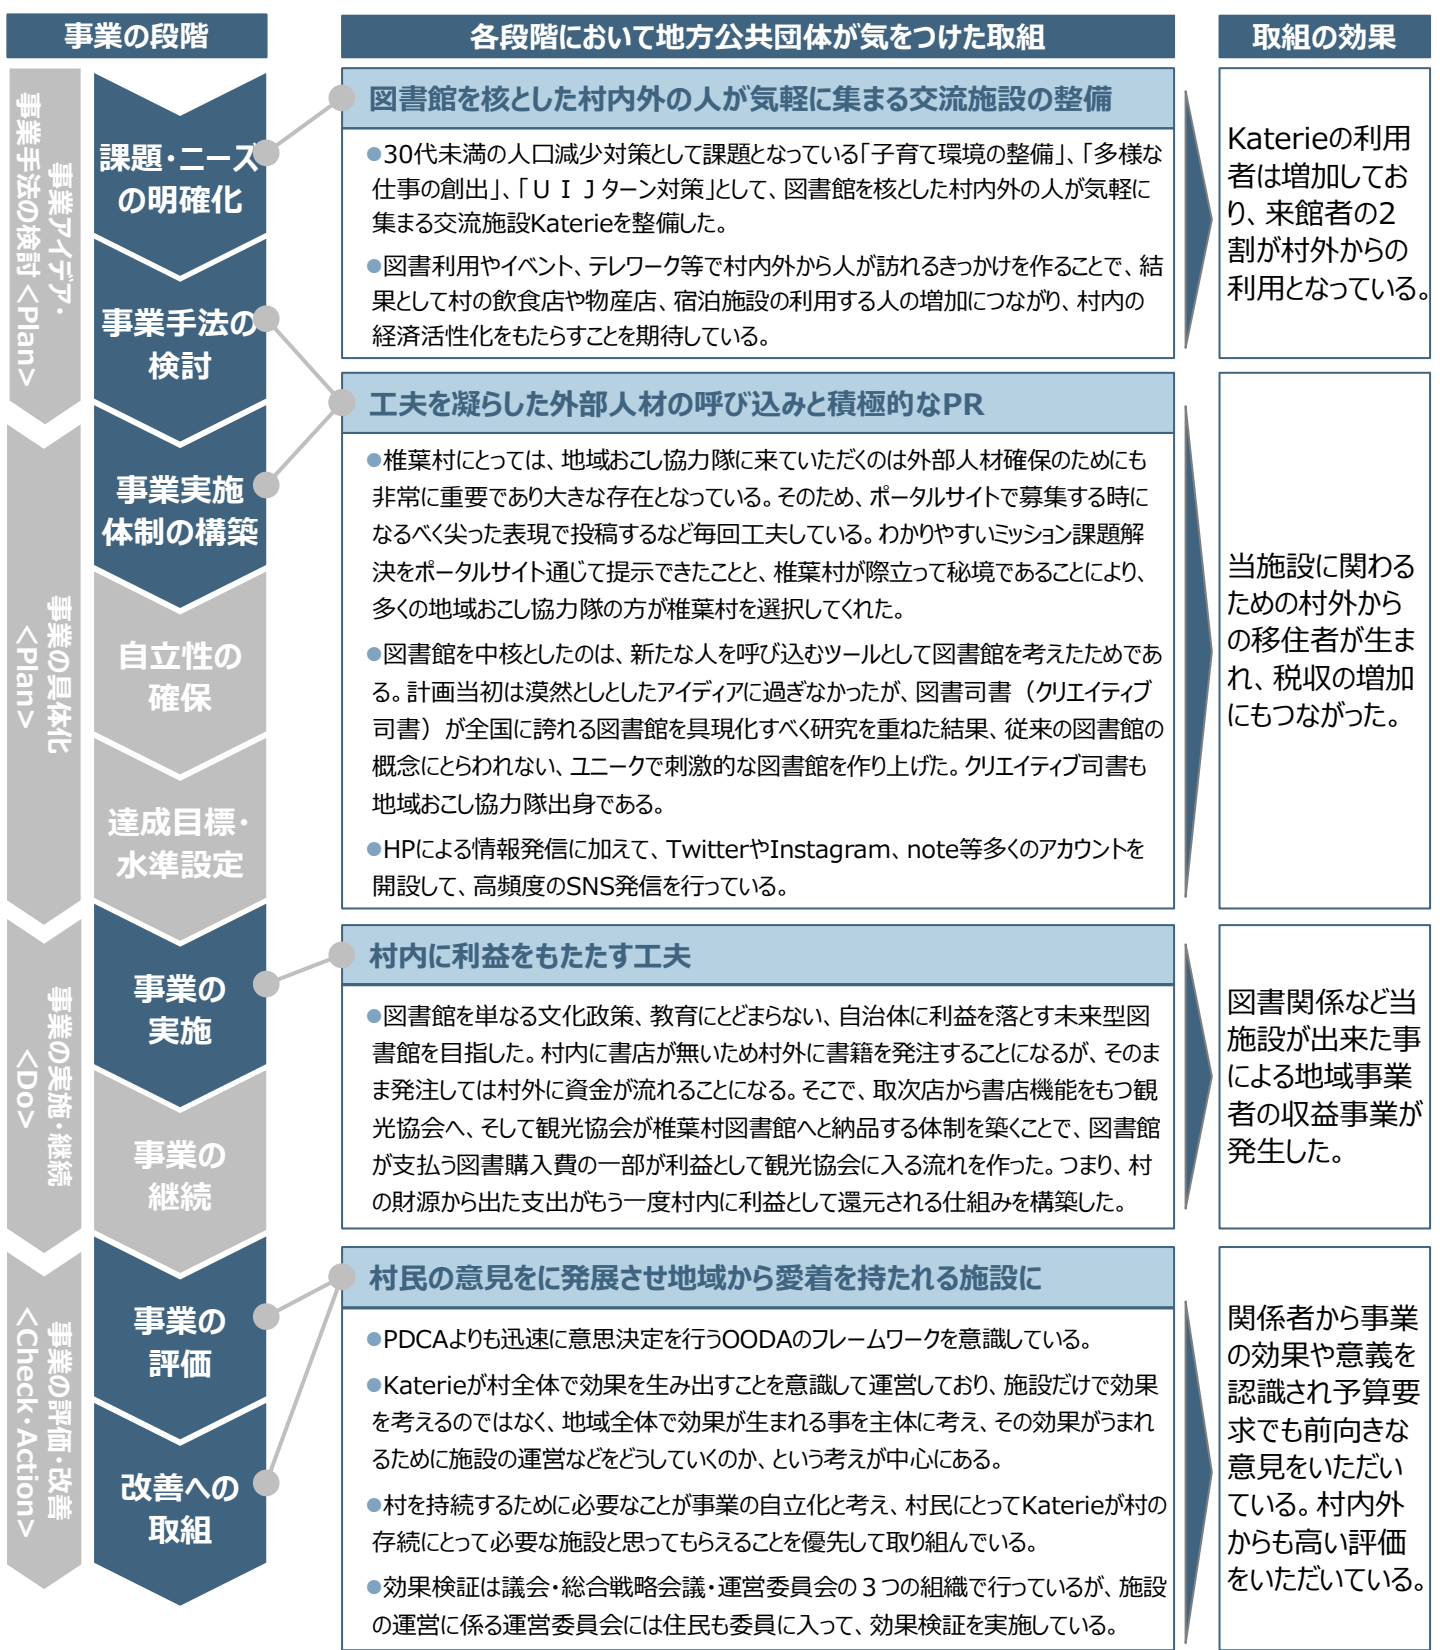 事業の段階
各段階において地方公共団体が気をつけた取組
取組の効果
事業アイデア・
事業手法の検討 <Plan>
事業の具体化
<Plan>
事業の実施・継続
<Do>
事業の評価・改善
<Check・Action>
課題・ニーズ
の明確化
事業手法の
検討
事業実施
体制の構築
自立性の
確保
達成目標・
水準設定
事業の
実施
事業の
継続
事業の
評価
改善への
取組
図書館を核とした村内外の人が気軽に集まる交流施設の整備
●30代未満の人口減少対策として課題となっている「子育て環境の整備」、「多様な
仕事の創出」、「ＵＩＪターン対策」として、図書館を核とした村内外の人が気軽に
集まる交流施設Katerieを整備した。
●図書利用やイベント、テレワーク等で村内外から人が訪れるきっかけを作ることで、結
果として村の飲食店や物産店、宿泊施設の利用する人の増加につながり、村内の
経済活性化をもたらすことを期待している。
Katerieの利用
者は増加してお
り、来館者の2
割が村外からの
利用となっている。
工夫を凝らした外部人材の呼び込みと積極的なPR
●椎葉村にとっては、地域おこし協力隊に来ていただくのは外部人材確保のためにも
非常に重要であり大きな存在となっている。そのため、ポータルサイトで募集する時に
なるべく尖った表現で投稿するなど毎回工夫している。わかりやすいミッション課題解
決をポータルサイト通じて提示できたことと、椎葉村が際立って秘境であることにより、
多くの地域おこし協力隊の方が椎葉村を選択してくれた。
●図書館を中核としたのは、新たな人を呼び込むツールとして図書館を考えたためであ
る。計画当初は漠然としとしたアイディアに過ぎなかったが、図書司書（クリエイティブ
司書）が全国に誇れる図書館を具現化すべく研究を重ねた結果、従来の図書館の
概念にとらわれない、ユニークで刺激的な図書館を作り上げた。クリエイティブ司書も
地域おこし協力隊出身である。
●HPによる情報発信に加えて、TwitterやInstagram、note等多くのアカウントを
開設して、高頻度のSNS発信を行っている。
当施設に関わる
ための村外から
の移住者が生ま
れ、税収の増加
にもつながった。
村内に利益をもたたす工夫
●図書館を単なる文化政策、教育にとどまらない、自治体に利益を落とす未来型図
書館を目指した。村内に書店が無いため村外に書籍を発注することになるが、そのま
ま発注しては村外に資金が流れることになる。そこで、取次店から書店機能をもつ観
光協会へ、そして観光協会が椎葉村図書館へと納品する体制を築くことで、図書館
が支払う図書購入費の一部が利益として観光協会に入る流れを作った。つまり、村
の財源から出た支出がもう一度村内に利益として還元される仕組みを構築した。
図書関係など当
施設が出来た事
による地域事業
者の収益事業が
発生した。
村民の意見をに発展させ地域から愛着を持たれる施設に
●PDCAよりも迅速に意思決定を行うOODAのフレームワークを意識している。
●Katerieが村全体で効果を生み出すことを意識して運営しており、施設だけで効果
を考えるのではなく、地域全体で効果が生まれる事を主体に考え、その効果がうまれ
るために施設の運営などをどうしていくのか、という考えが中心にある。
●村を持続するために必要なことが事業の自立化と考え、村民にとってKaterieが村の
存続にとって必要な施設と思ってもらえることを優先して取り組んでいる。
●効果検証は議会・総合戦略会議・運営委員会の３つの組織で行っているが、施設
の運営に係る運営委員会には住民も委員に入って、効果検証を実施している。
関係者から事業
の効果や意義を
認識され予算要
求でも前向きな
意見をいただい
ている。村内外
からも高い評価
をいただいている。